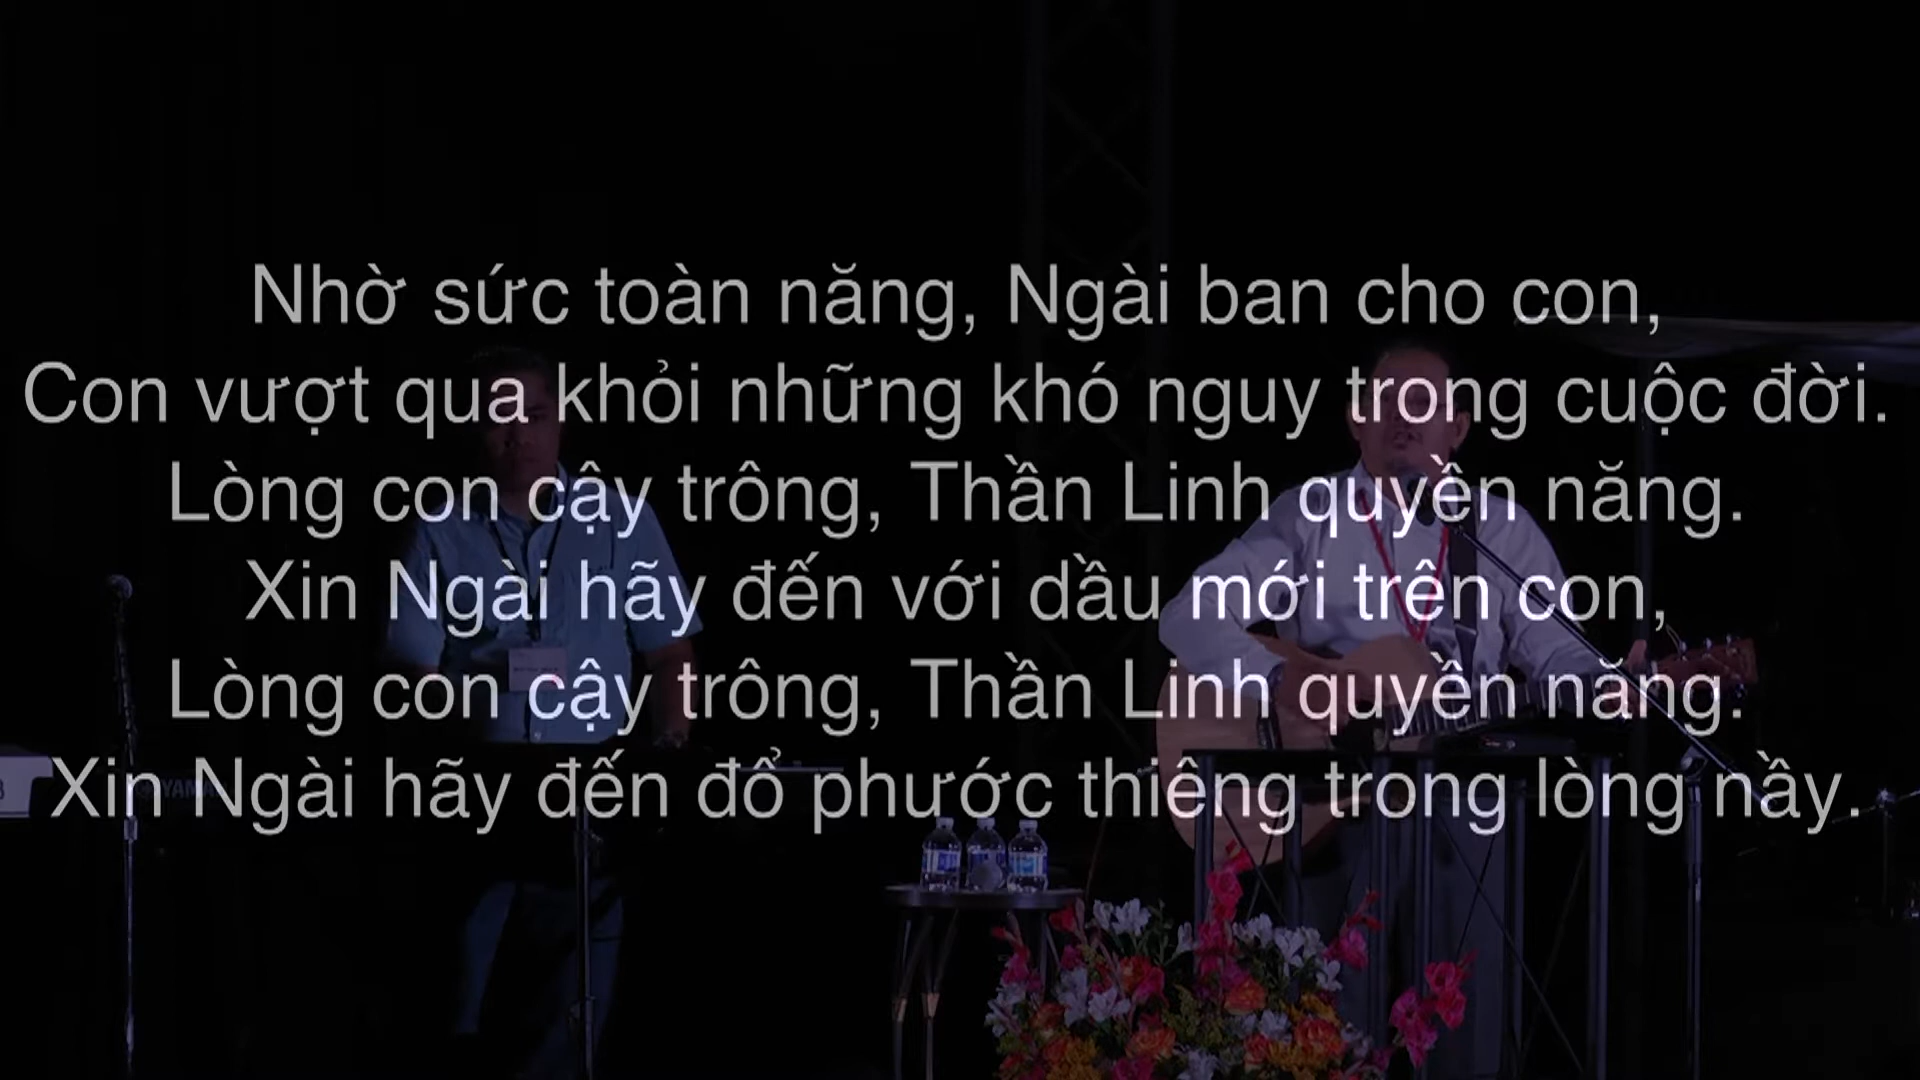 Nhờ sức toàn năng, Ngài ban cho con,
Con vượt qua khỏi những khó nguy trong cuộc đời.
Lòng con cậy trông, Thần Linh quyền năng.
Xin Ngài hãy đến với dầu mới trên con,
Lòng con cậy trông, Thần Linh quyền năng.
Xin Ngài hãy đến đổ phước thiêng trong lòng nầy.